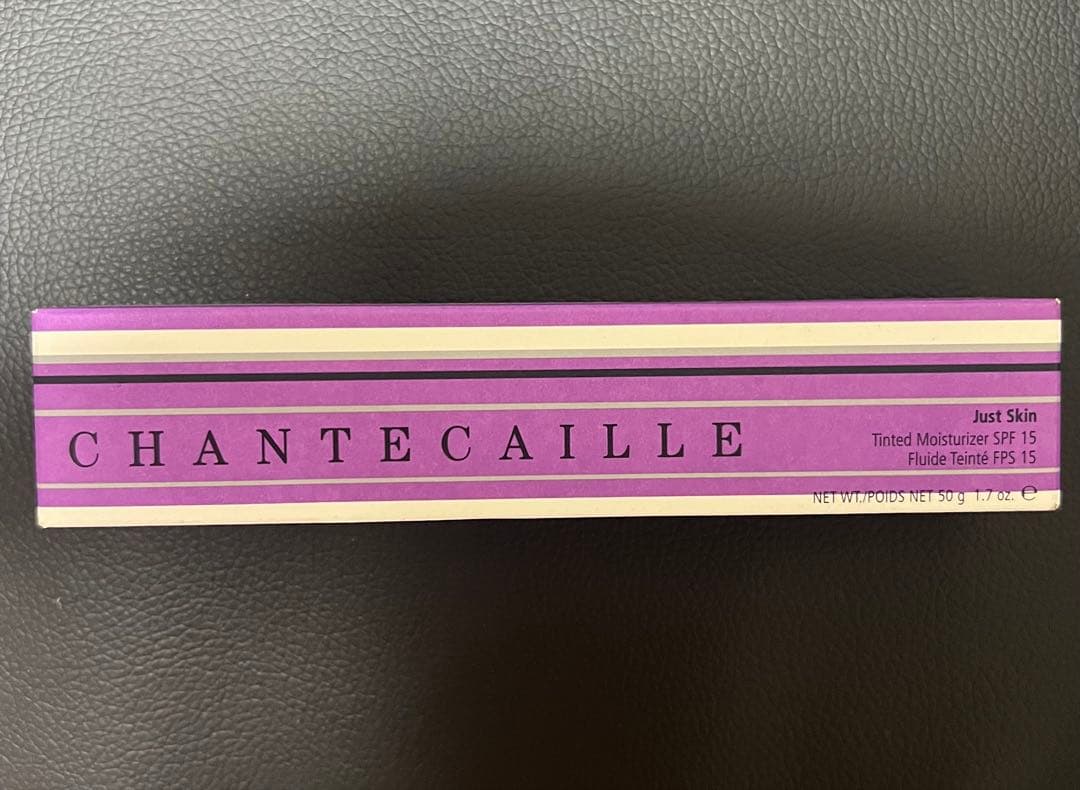 CHANTECAILLE
Just Skin
Tinted Moisturizer SPF 15
Fluide Teinté FPS 15
NET WT./POIDS NET 50 g 1.7 oz. ℮